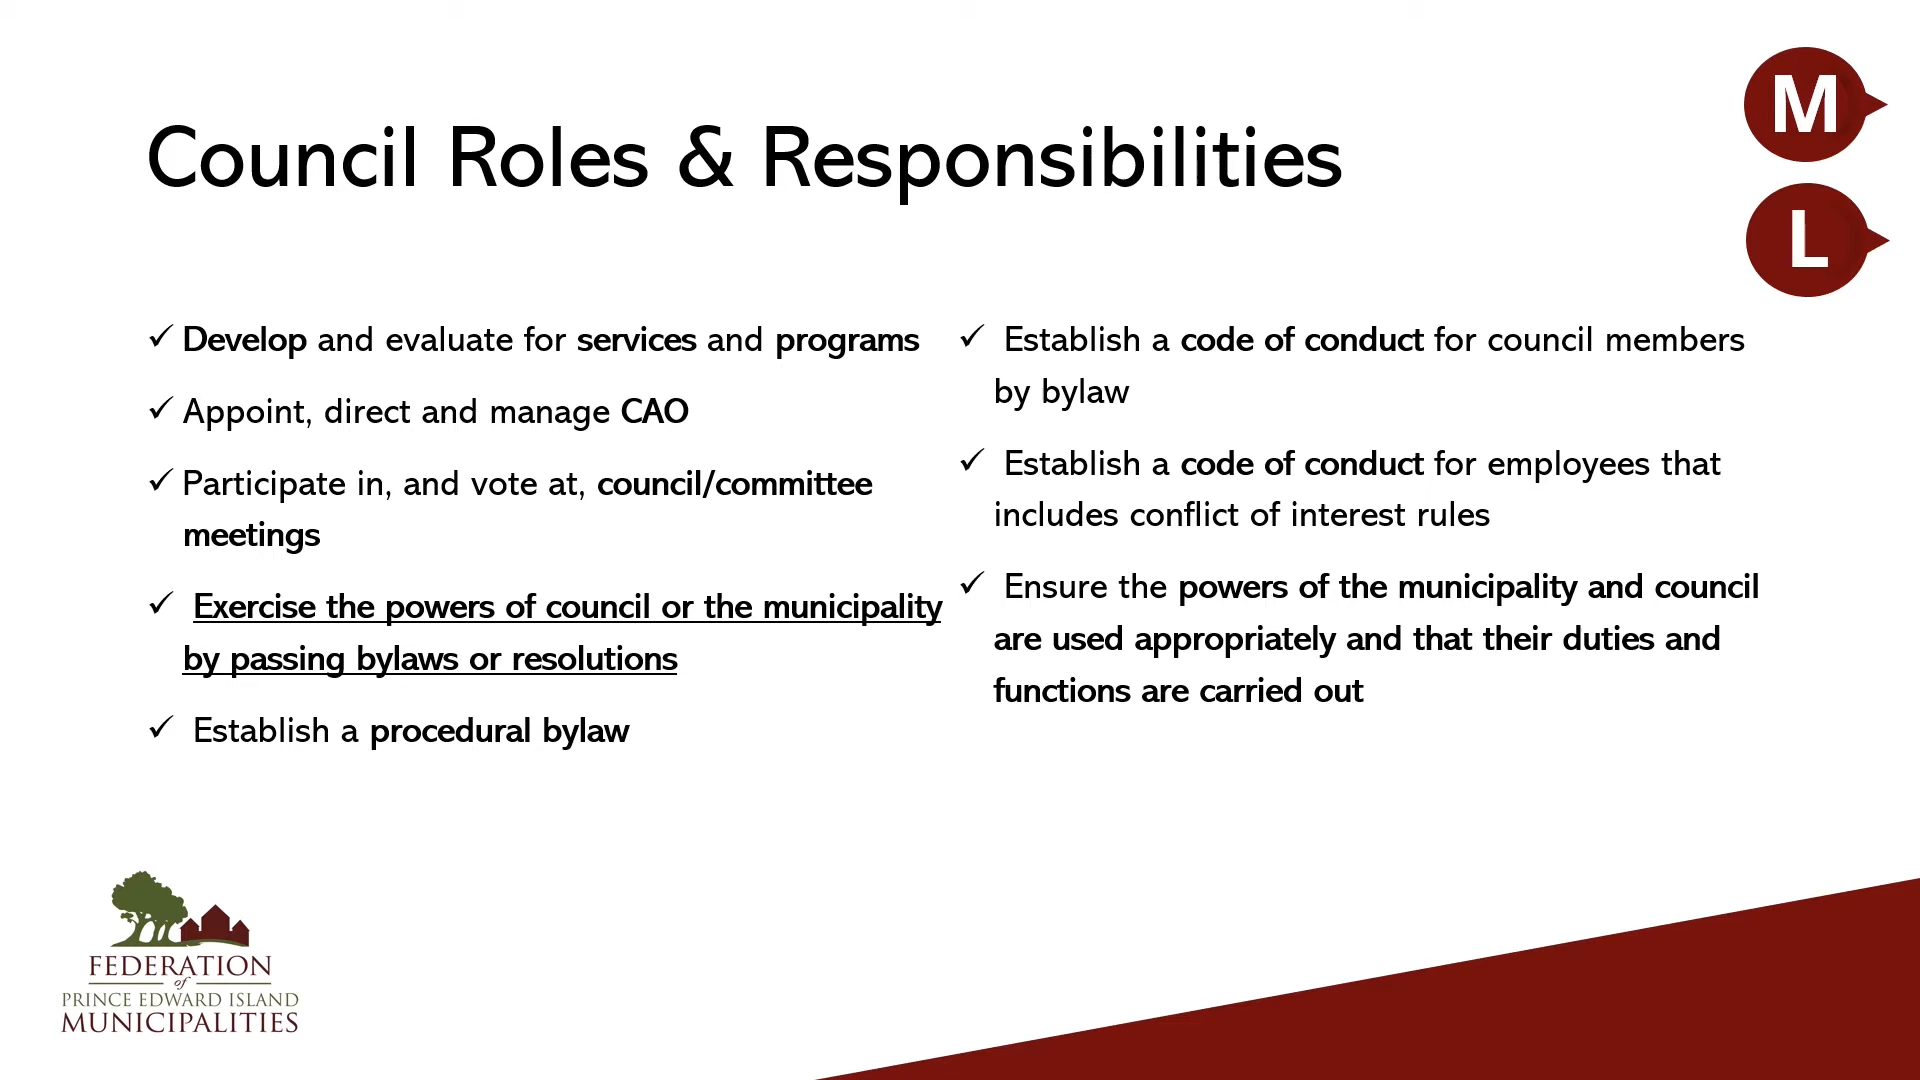 M
L
Council Roles & Responsibilities
✓ Develop and evaluate for services and programs
✓ Appoint, direct and manage CAO
✓ Participate in, and vote at, council/committee
meetings
✓ Exercise the powers of council or the municipality
by passing bylaws or resolutions
✓ Establish a procedural bylaw
✓ Establish a code of conduct for council members
by bylaw
✓ Establish a code of conduct for employees that
includes conflict of interest rules
✓ Ensure the powers of the municipality and council
are used appropriately and that their duties and
functions are carried out
FEDERATION
of
PRINCE EDWARD ISLAND
MUNICIPALITIES